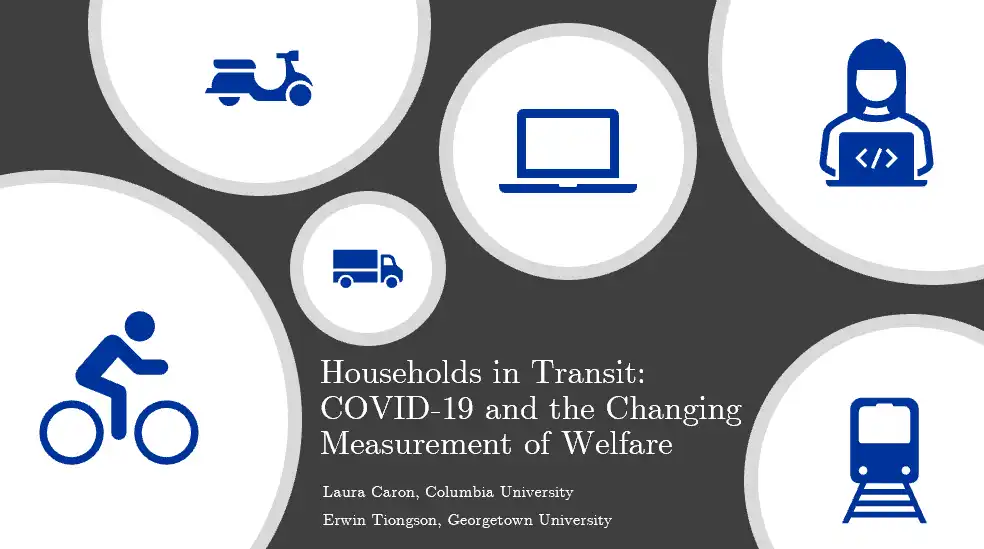 </>
Households in Transit:
COVID-19 and the Changing
Measurement of Welfare
Laura Caron, Columbia University
Erwin Tiongson, Georgetown University